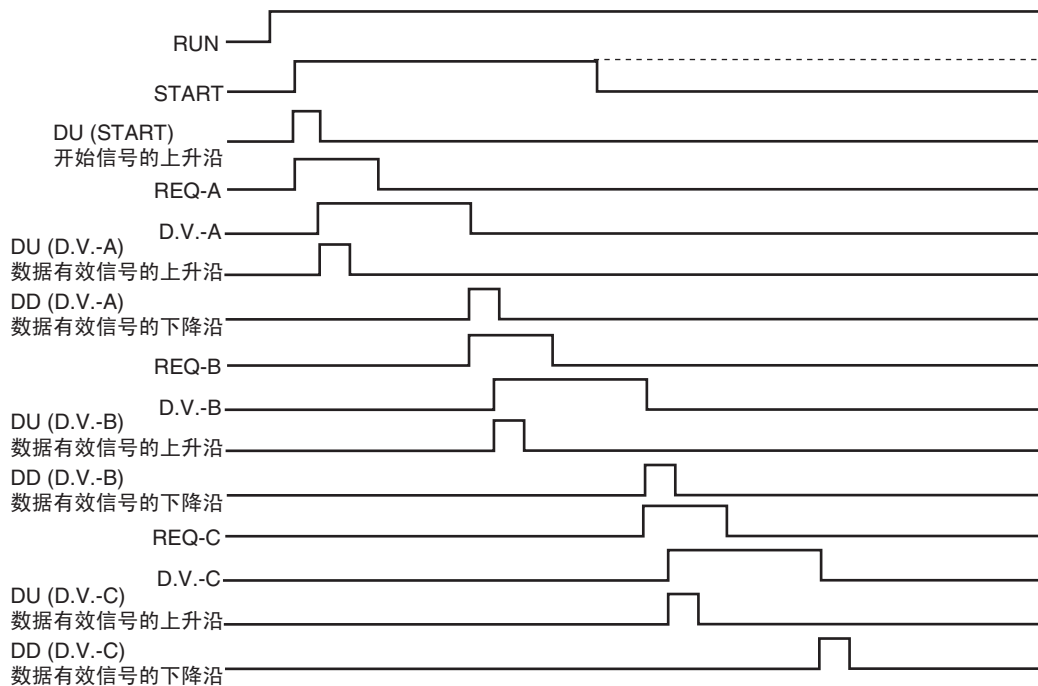 RUN
START
DU (START)
开始信号的上升沿
REQ-A
D.V.-A
DU (D.V.-A)
数据有效信号的上升沿
DD (D.V.-A)
数据有效信号的下降沿
REQ-B
D.V.-B
DU (D.V.-B)
数据有效信号的上升沿
DD (D.V.-B)
数据有效信号的下降沿
REQ-C
D.V.-C
DU (D.V.-C)
数据有效信号的上升沿
DD (D.V.-C)
数据有效信号的下降沿